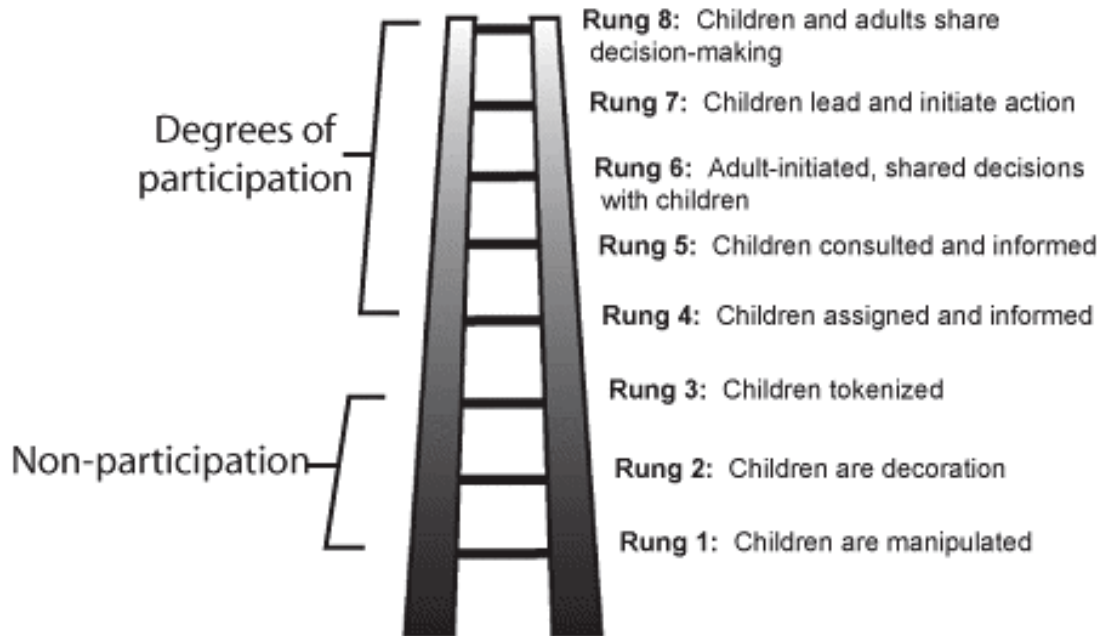 Rung 8: Children and adults share
decision-making
Rung 7: Children lead and initiate action
Degrees of
participation
Rung 6: Adult-initiated, shared decisions
with children
Rung 5: Children consulted and informed
Rung 4: Children assigned and informed
Rung 3: Children tokenized
Non-participation
Rung 2: Children are decoration
Rung 1: Children are manipulated